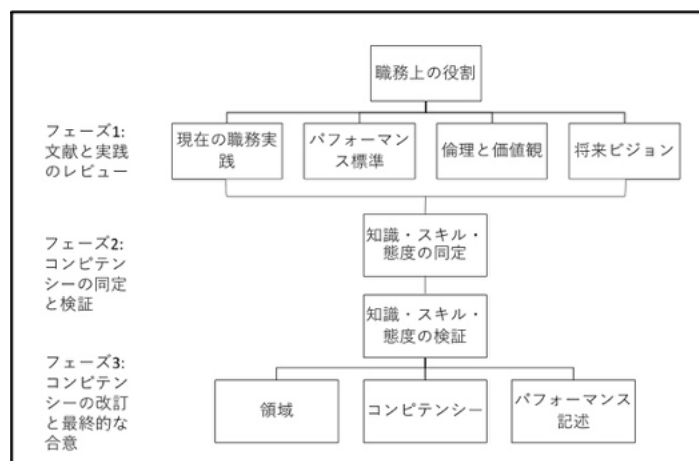 職務上の役割
フェーズ1:
文献と実践
のレビュー
現在の職務実
践
パフォーマン
ス標準
倫理と価値観
将来ビジョン
フェーズ2:
コンピテン
シーの同定
と検証
知識・スキル・
態度の同定
知識・スキル・
態度の検証
フェーズ3:
コンピテン
シーの改訂
と最終的な
合意
領域
コンピテンシー
パフォーマンス
記述